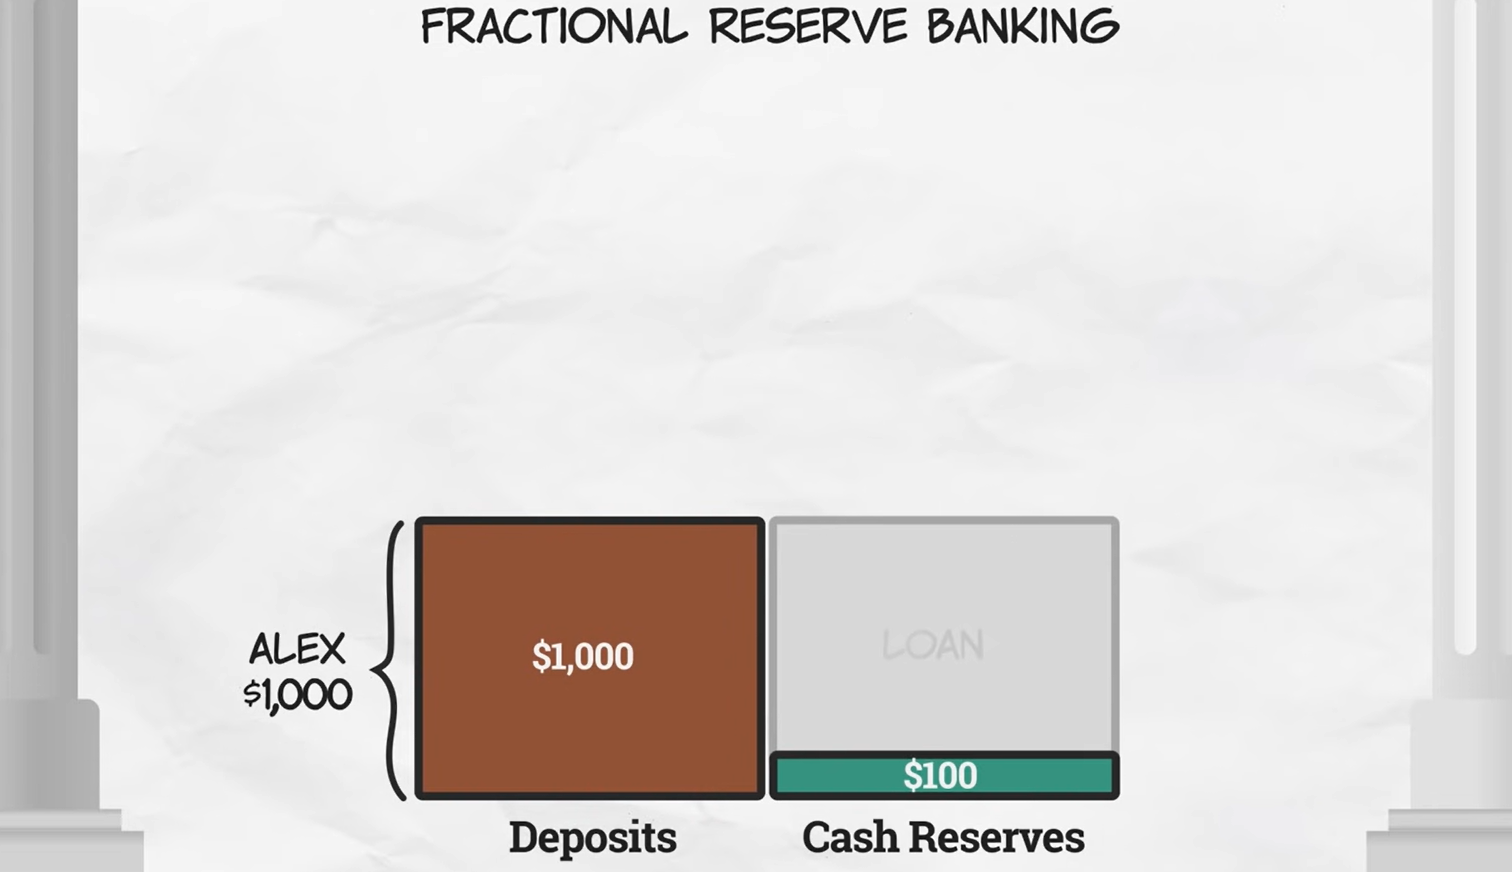 FRACTIONAL RESERVE BANKING
ALEX
$1,000
$1,000
LOAN
$100
Deposits
Cash Reserves